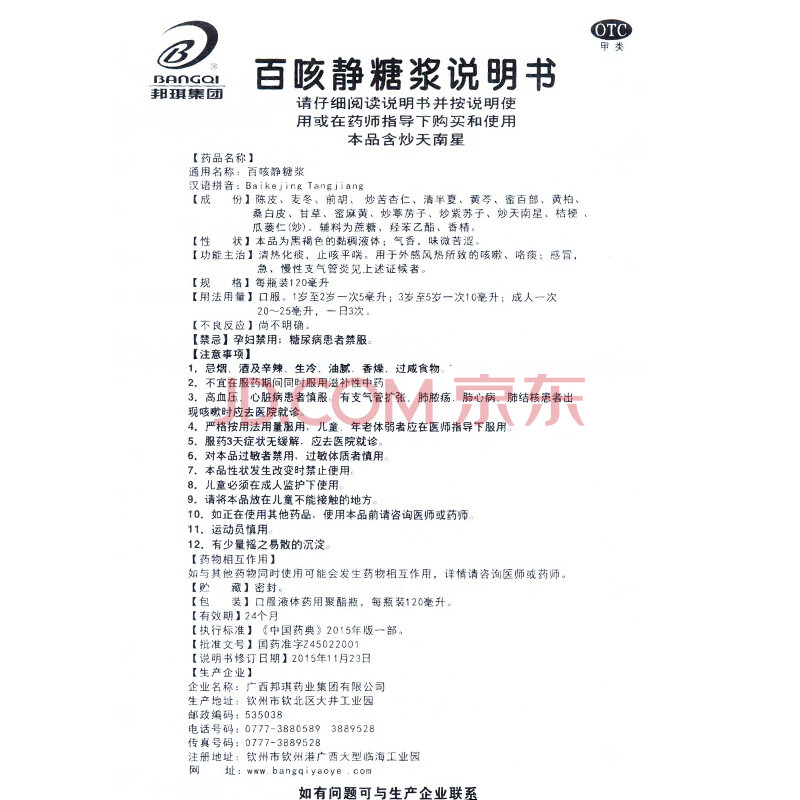 BANGQI
邦琪集团
OTC
甲类
百咳静糖浆说明书
请仔细阅读说明书并按说明使
用或在药师指导下购买和使用
本品含炒天南星
【药品名称】
通用名称：百咳静糖浆
汉语拼音：Baikejing Tangjiang
【成　份】陈皮、麦冬、前胡、炒苦杏仁、清半夏、黄芩、蜜百部、黄柏、
桑白皮、甘草、蜜麻黄、炒葶苈子、炒紫苏子、炒天南星、桔梗、
瓜蒌仁(炒)。辅料为蔗糖、羟苯乙酯、香精。
【性　状】本品为黑褐色的黏稠液体；气香，味微苦涩。
【功能主治】清热化痰，止咳平喘。用于外感风热所致的咳嗽、咯痰；感冒，
急、慢性支气管炎见上述证候者。
【规　格】每瓶装120毫升
【用法用量】口服。1岁至2岁一次5毫升；3岁至5岁一次10毫升；成人一次
20～25毫升，一日3次。
【不良反应】尚不明确。
【禁忌】孕妇禁用；糖尿病患者禁服。
【注意事项】
1．忌烟、酒及辛辣、生冷、油腻、香燥、过咸食物。
2．不宜在服药期间同时服用滋补性中药
3．高血压、心脏病患者慎服。有支气管扩张、肺脓疡、肺心病、肺结核患者出
现咳嗽时应去医院就诊。
4．严格按用法用量服用，儿童、年老体弱者应在医师指导下服用。
5．服药3天症状无缓解，应去医院就诊。
6．对本品过敏者禁用，过敏体质者慎用。
7．本品性状发生改变时禁止使用。
8．儿童必须在成人监护下使用。
9．请将本品放在儿童不能接触的地方。
10．如正在使用其他药品，使用本品前请咨询医师或药师。
11．运动员慎用。
12．有少量摇之易散的沉淀。
【药物相互作用】
如与其他药物同时使用可能会发生药物相互作用，详情请咨询医师或药师。
【贮　藏】密封。
【包　装】口服液体药用聚酯瓶，每瓶装120毫升。
【有效期】24个月
【执行标准】《中国药典》2015年版一部。
【批准文号】国药准字Z45022001
【说明书修订日期】2015年11月23日
【生产企业】
企业名称：广西邦琪药业集团有限公司
生产地址：钦州市钦北区大井工业园
邮政编码：535038
电话号码：0777-3880589 3889528
传真号码：0777-3889528
注册地址：钦州市钦州港广西大型临海工业园
网　址：www.bangqiyaoye.com
如有问题可与生产企业联系
JD.COM 京东